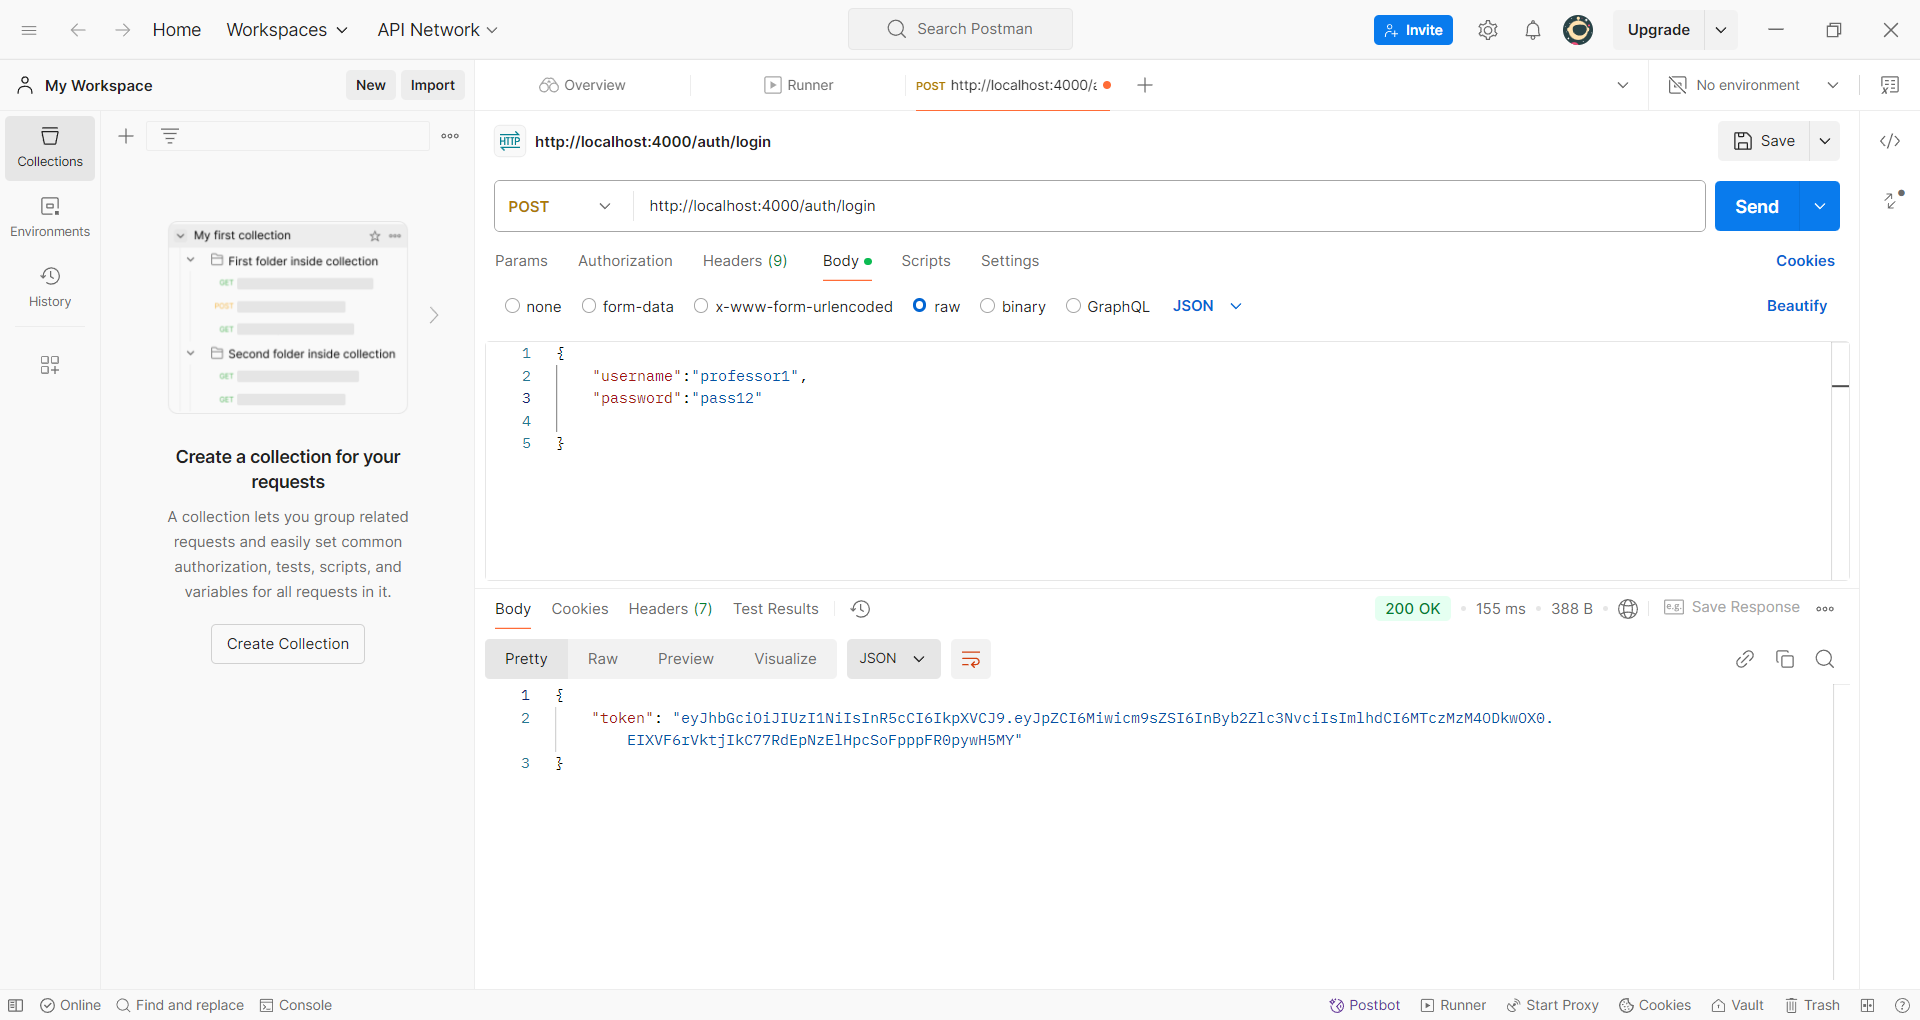 Home Workspaces API Network Search Postman Invite Upgrade
My Workspace New Import Overview Runner POST http://localhost:4000/a No environment
Collections
Environments
History
My first collection
First folder inside collection
GET
POST
GET
Second folder inside collection
GET
GET
Create a collection for your
requests
A collection lets you group related
requests and easily set common
authorization, tests, scripts, and
variables for all requests in it.
Create Collection
HTTP http://localhost:4000/auth/login Save
POST http://localhost:4000/auth/login Send
Params Authorization Headers (9) Body Scripts Settings Cookies
none form-data x-www-form-urlencoded raw binary GraphQL JSON Beautify
1 {
2 "username":"professor1",
3 "password":"pass12"
4
5 }
Body Cookies Headers (7) Test Results 200 OK 155 ms 388 B e.g. Save Response
Pretty Raw Preview Visualize JSON
1 {
2 "token": "eyJhbGciOiJIUzI1NiIsInR5cCI6IkpXVCJ9.eyJpZCI6Miwicm9sZSI6InByb2Zlc3NvciIsImlhdCI6MTczMzM4ODkwOX0.
EIXVF6rVktjIkC77RdEpNzElHpcSoFpppFR0pywH5MY"
3 }
Online Find and replace Console Postbot Runner Start Proxy Cookies Vault Trash